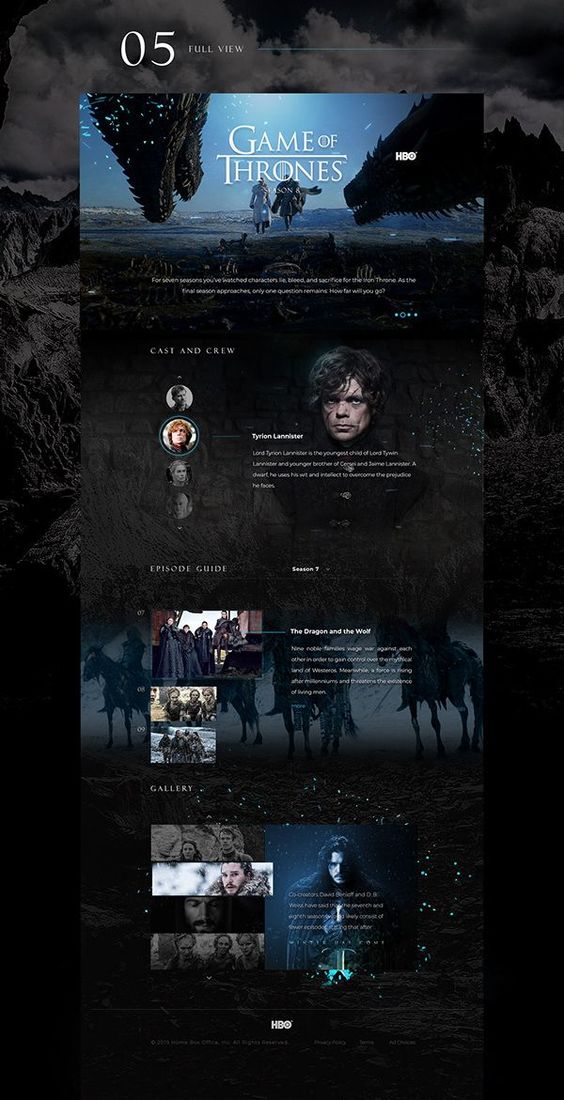 05 FULL VIEW
GAME OF
THRONES
SEASON 8
HBO
For seven seasons you've watched characters lie, bleed, and sacrifice for the Iron Throne. As the
final season approaches, only one question remains: How far will you go?
CAST AND CREW
Tyrion Lannister
Lord Tyrion Lannister is the youngest child of Lord Tywin
Lannister and younger brother of Cersei and Jaime Lannister. A
dwarf, he uses his wit and intellect to overcome the prejudice
he faces.
EPISODE GUIDE
Season 7
07
The Dragon and the Wolf
Nine noble families wage war against each
other in order to gain control over the mythical
land of Westeros. Meanwhile, a force is rising
after millenniums and threatens the existence
of living men.
more
08
09
GALLERY
Co-creators David Benioff and D. B.
Weiss have said that the seventh and
eighth seasons would likely consist of
fewer episodes, stating that after
WINTER HAS COME
HBO
© 2015 Home Box Office, Inc. All Rights Reserved.
Privacy Policy
Terms
Ad Choices